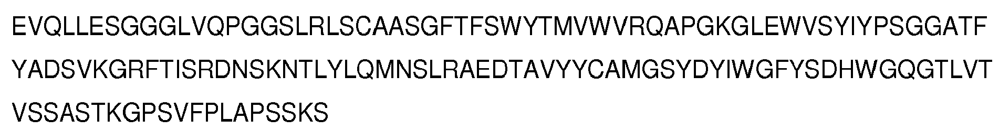 EVQLLESGGGLVQPGGSLRLSCAASGFTFSWYTMVWVRQAPGKGLEWVSYIYPSGGATF
YADSVKGRFTISRDNSKNTLYLQMNSLRAEDTAVYYCAMGSYDYIWGFYSDHWGQGTLVT
VSSASTKGPSVFPLAPSSKS